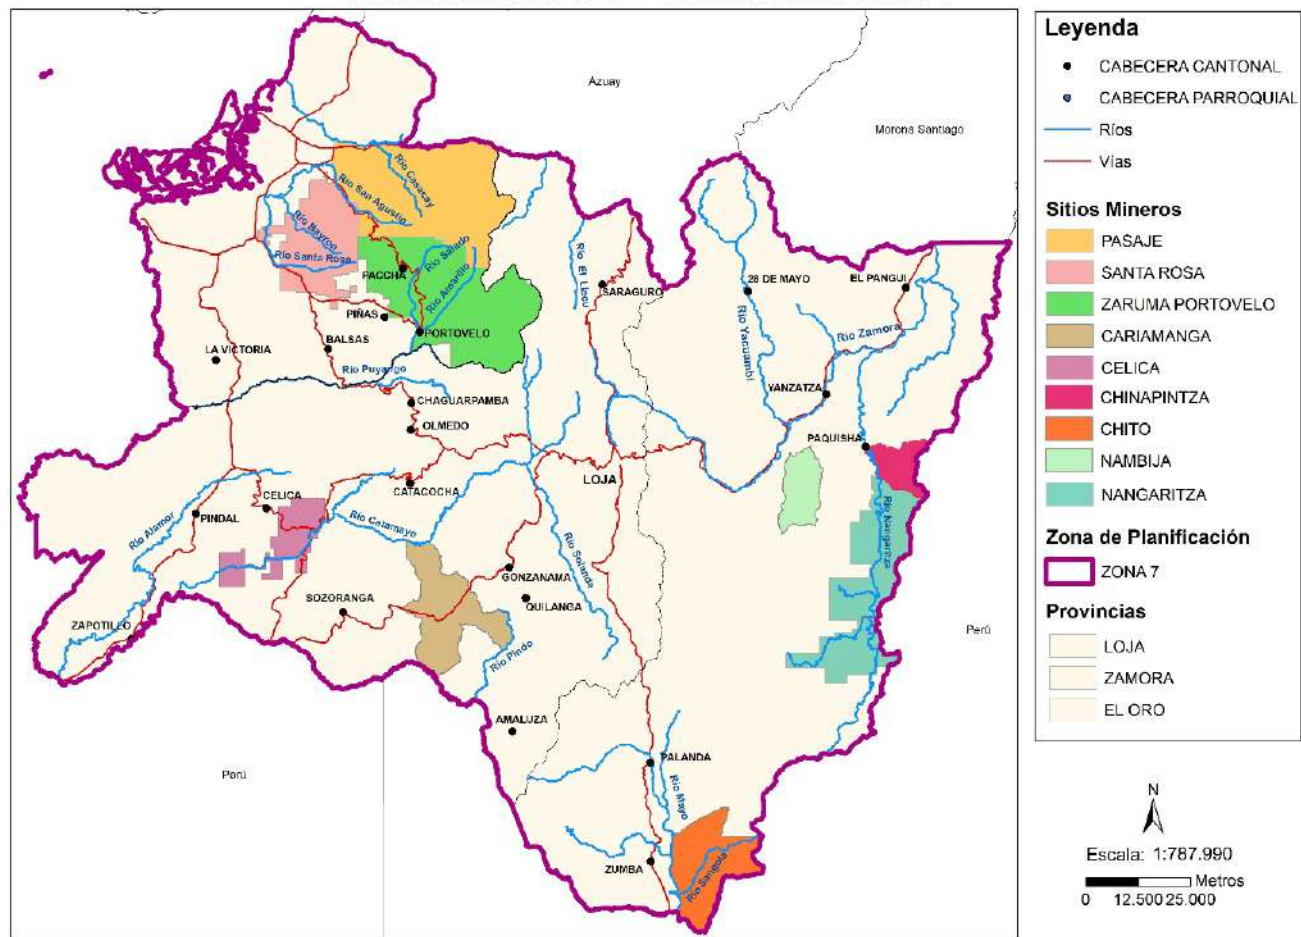 Azuay
Morona Santiago
Río Casacay
Río San Agustín
Río Bayron
Río Santa Rosa
Río Salado
PACCHA
Río Amarillo
Río El Llecu
SARAGURO
28 DE MAYO
EL PANGUI
PIÑAS
PORTOVELO
Río Zamora
LA VICTORIA
BALSAS
Río Yacuambi
Río Puyango
YANZATZA
CHAGUARPAMBA
OLMEDO
PAQUISHA
LOJA
CATACOCHA
CELICA
PINDAL
Río Alamor
Río Catamayo
Río Nangaritza
Río Solanda
GONZANAMA
QUILANGA
SOZORANGA
ZAPOTILLO
Perú
Río Pindo
AMALUZA
PALANDA
Perú
Río Mayo
ZUMBA
Río Sangola
Leyenda
CABECERA CANTONAL
CABECERA PARROQUIAL
Ríos
Vías
Sitios Mineros
PASAJE
SANTA ROSA
ZARUMA PORTOVELO
CARIAMANGA
CELICA
CHINAPINTZA
CHITO
NAMBIJA
NANGARITZA
Zona de Planificación
ZONA 7
Provincias
LOJA
ZAMORA
EL ORO
N
Escala: 1:787.990
Metros
0 12.500 25.000